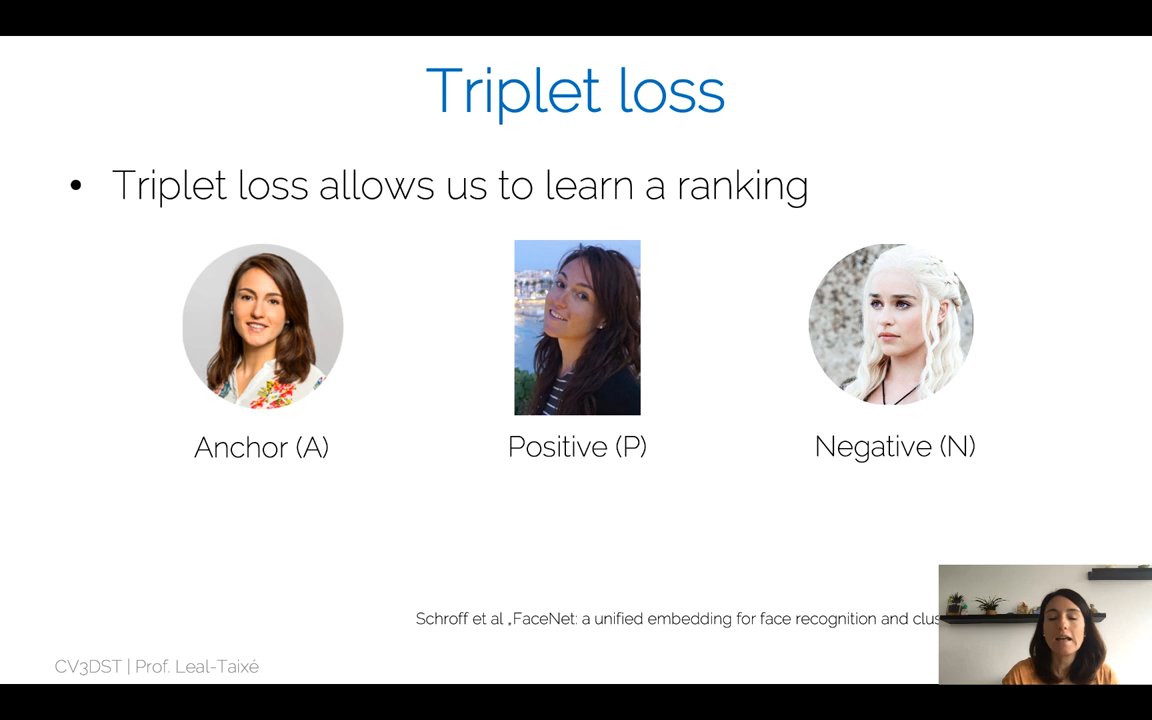 Triplet loss
• Triplet loss allows us to learn a ranking
Anchor (A)
Positive (P)
Negative (N)
Schroff et al „FaceNet: a unified embedding for face recognition and
CV3DST | Prof. Leal-Taixé